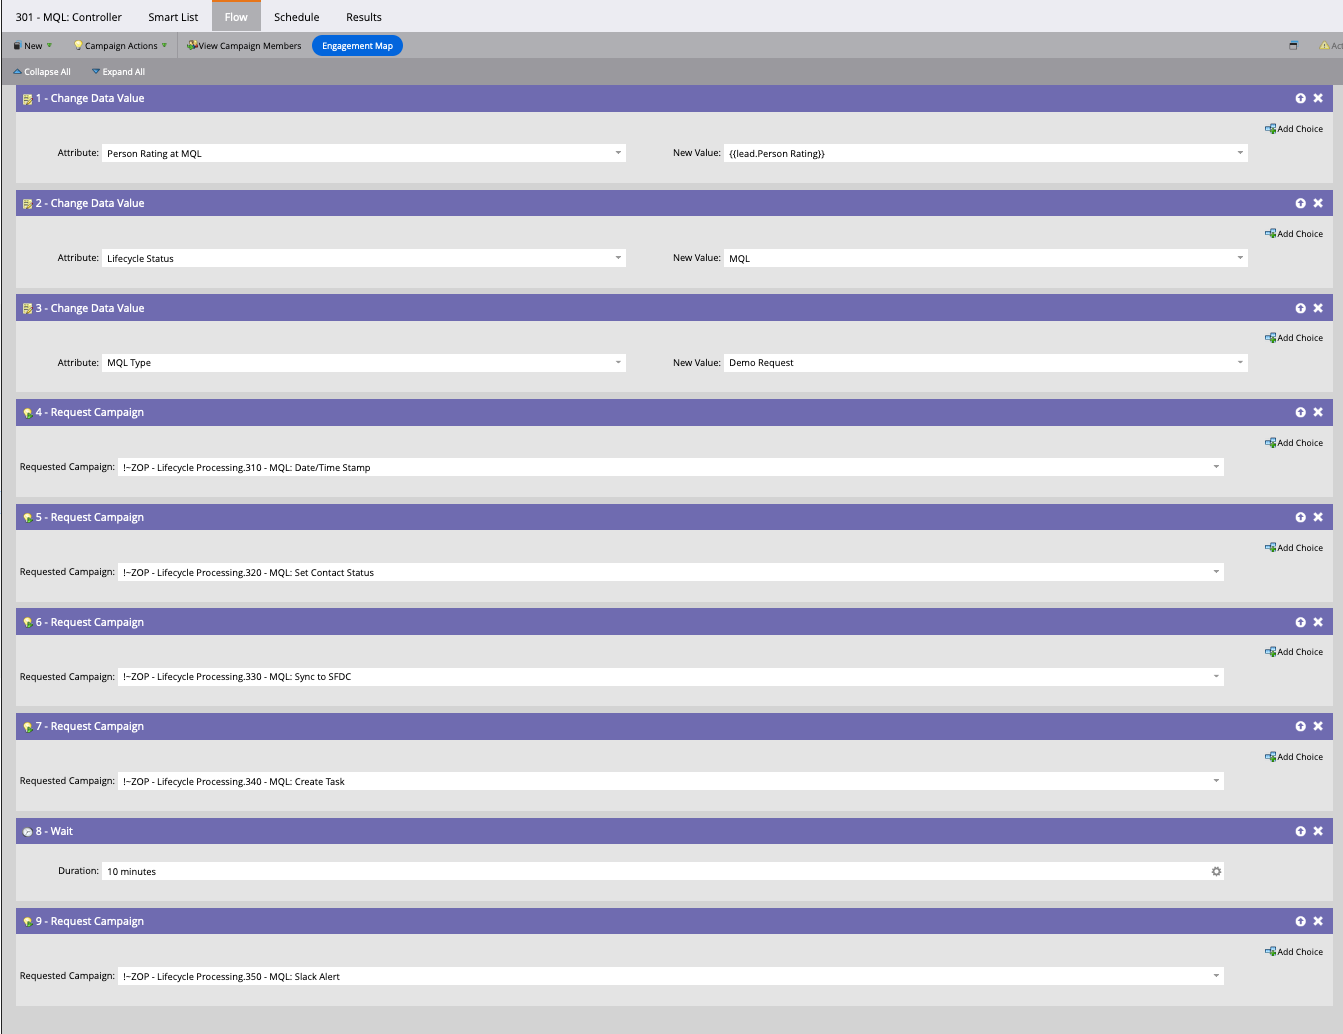 301 - MQL: Controller Smart List Flow Schedule Results
New Campaign Actions View Campaign Members Engagement Map
Collapse All Expand All
1 - Change Data Value
Add Choice
Attribute: Person Rating at MQL New Value: {{lead.Person Rating}}
2 - Change Data Value
Add Choice
Attribute: Lifecycle Status New Value: MQL
3 - Change Data Value
Add Choice
Attribute: MQL Type New Value: Demo Request
4 - Request Campaign
Add Choice
Requested Campaign: !~ZOP - Lifecycle Processing.310 - MQL: Date/Time Stamp
5 - Request Campaign
Add Choice
Requested Campaign: !~ZOP - Lifecycle Processing.320 - MQL: Set Contact Status
6 - Request Campaign
Add Choice
Requested Campaign: !~ZOP - Lifecycle Processing.330 - MQL: Sync to SFDC
7 - Request Campaign
Add Choice
Requested Campaign: !~ZOP - Lifecycle Processing.340 - MQL: Create Task
8 - Wait
Duration: 10 minutes
9 - Request Campaign
Add Choice
Requested Campaign: !~ZOP - Lifecycle Processing.350 - MQL: Slack Alert